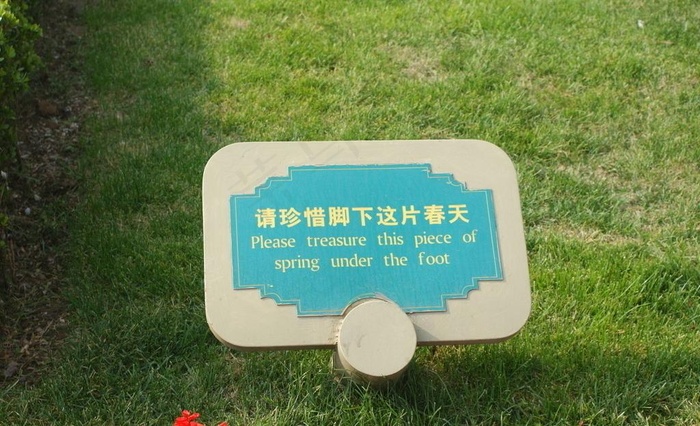 请珍惜脚下这片春天
Please treasure this piece of
spring under the foot